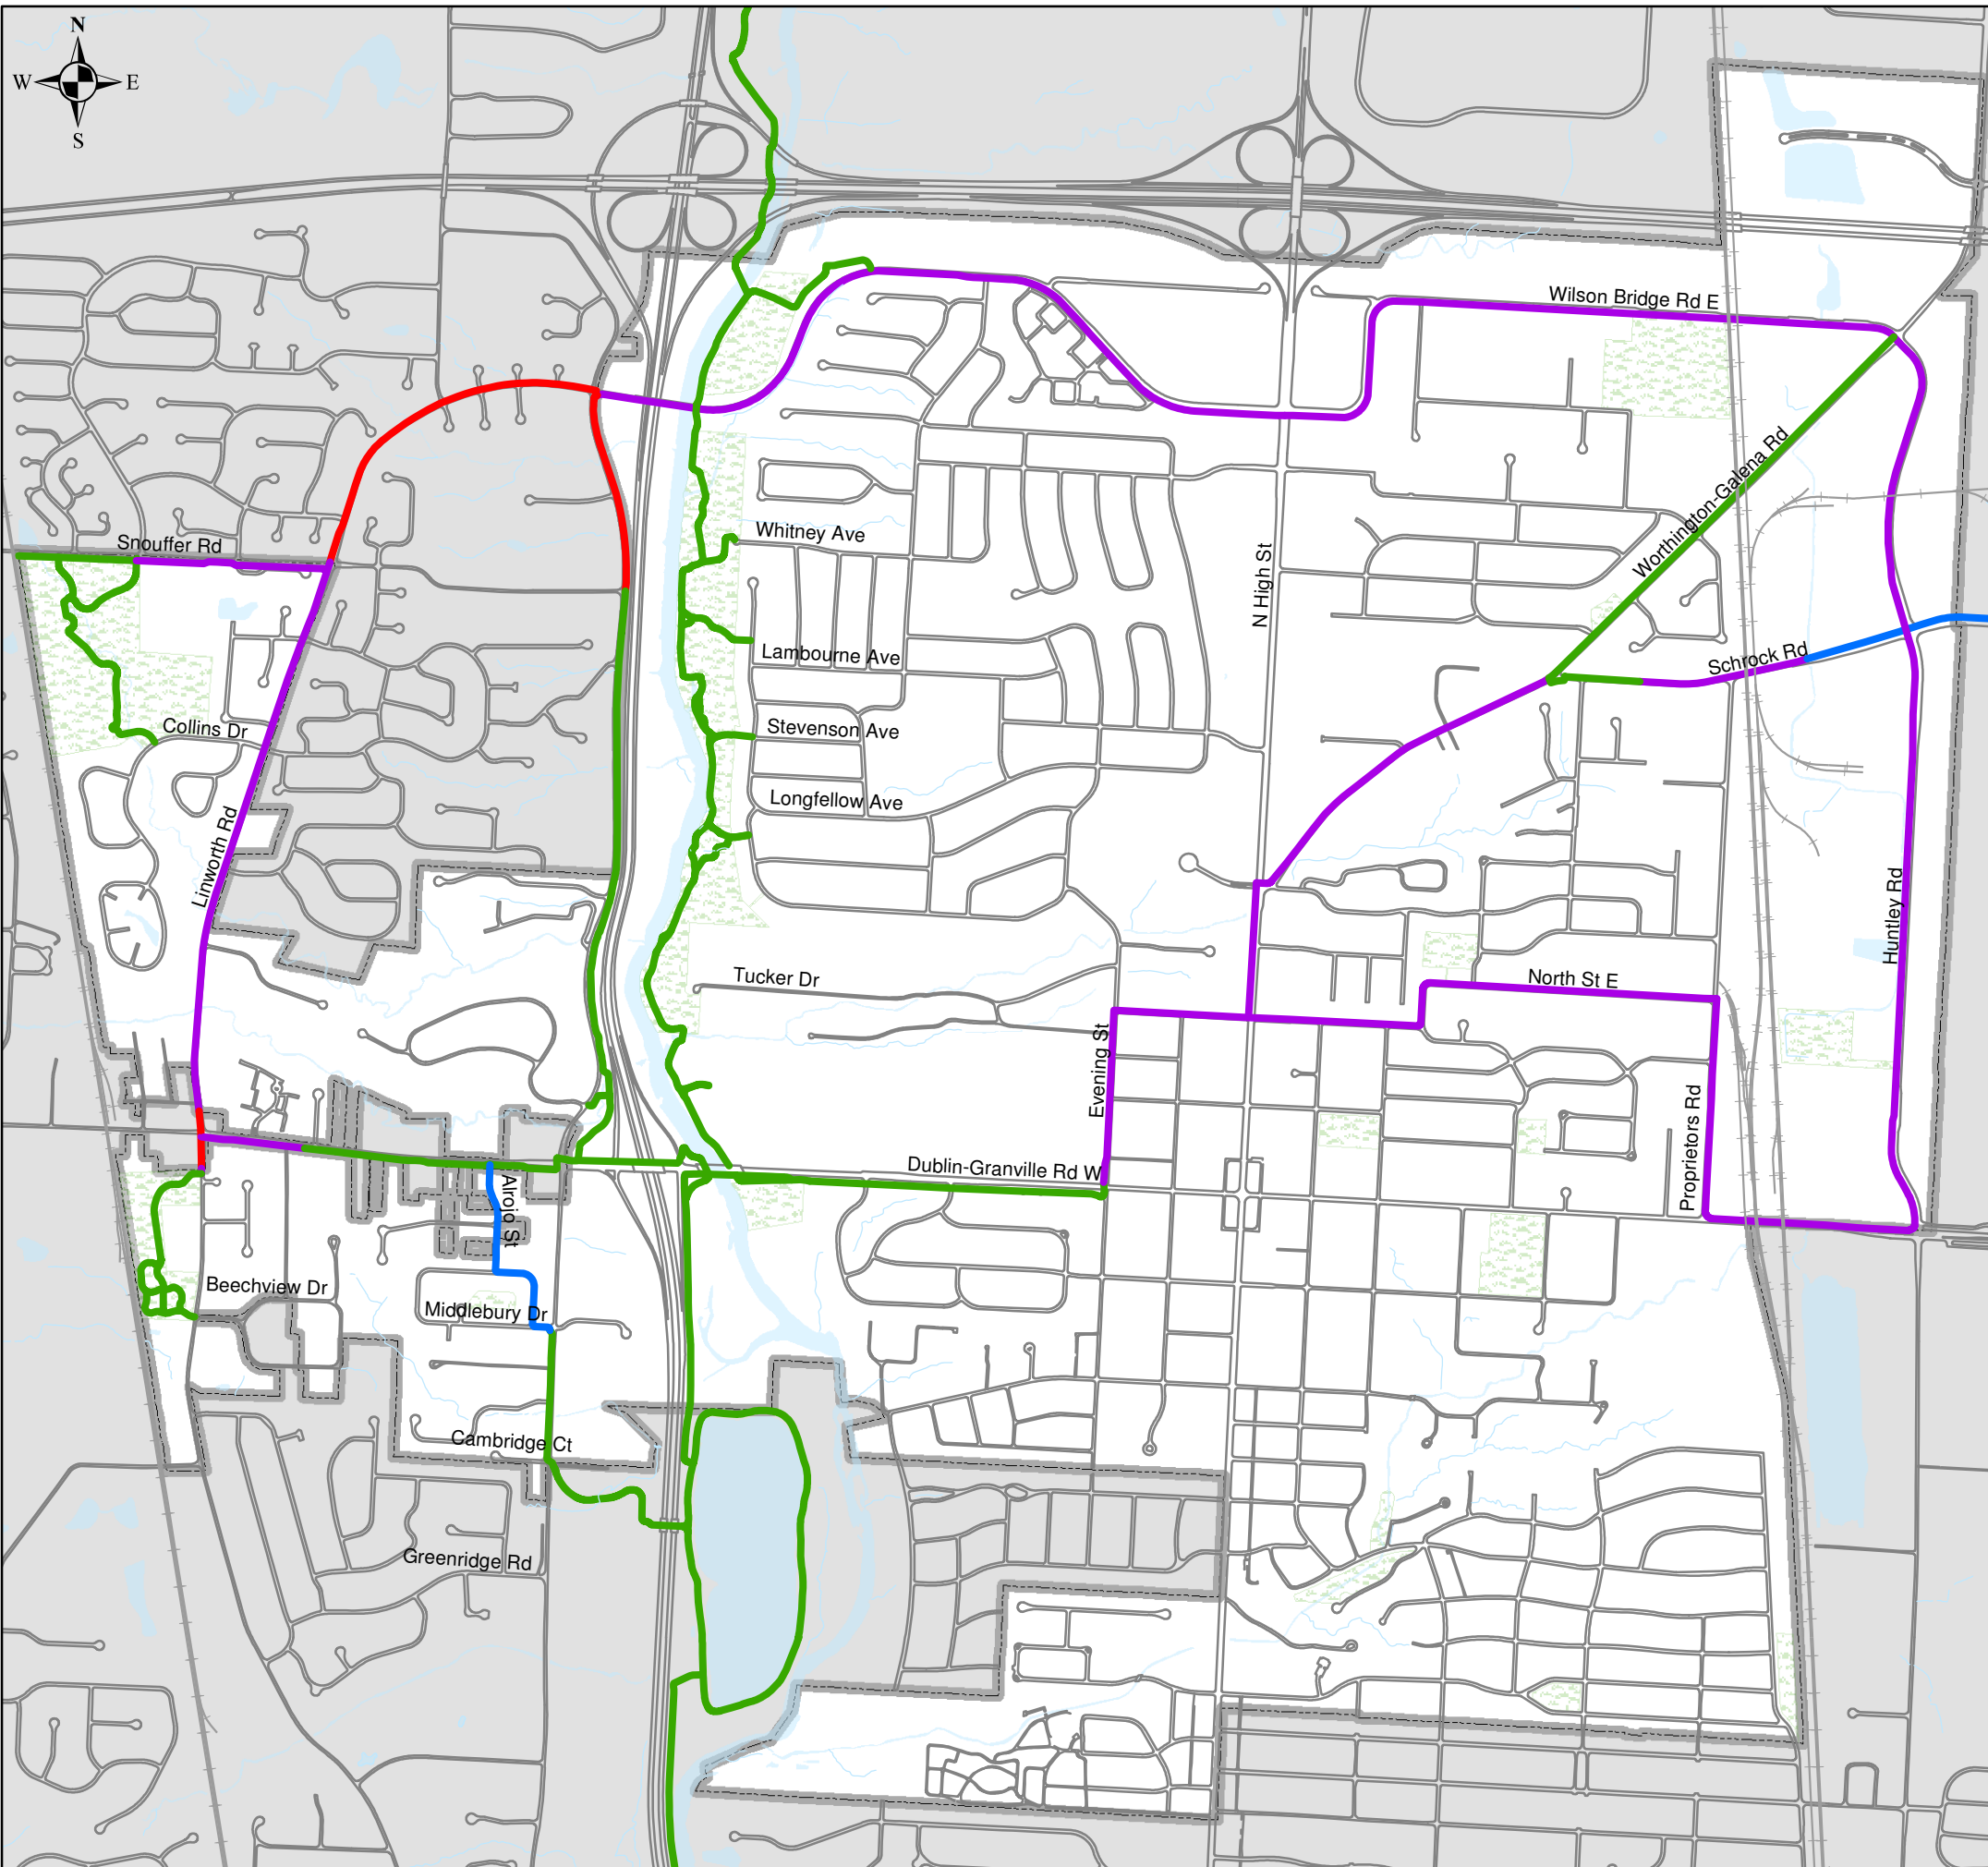 N
W E
S
Wilson Bridge Rd E
Worthington-Galena Rd
Whitney Ave
Snouffer Rd
N High St
Lambourne Ave
Schrock Rd
Stevenson Ave
Collins Dr
Longfellow Ave
Linworth Rd
Huntley Rd
Tucker Dr
North St E
Evening St
Proprietors Rd
Dublin-Granville Rd W
Alrojo St
Beechview Dr
Middlebury Dr
Cambridge Ct
Greenridge Rd